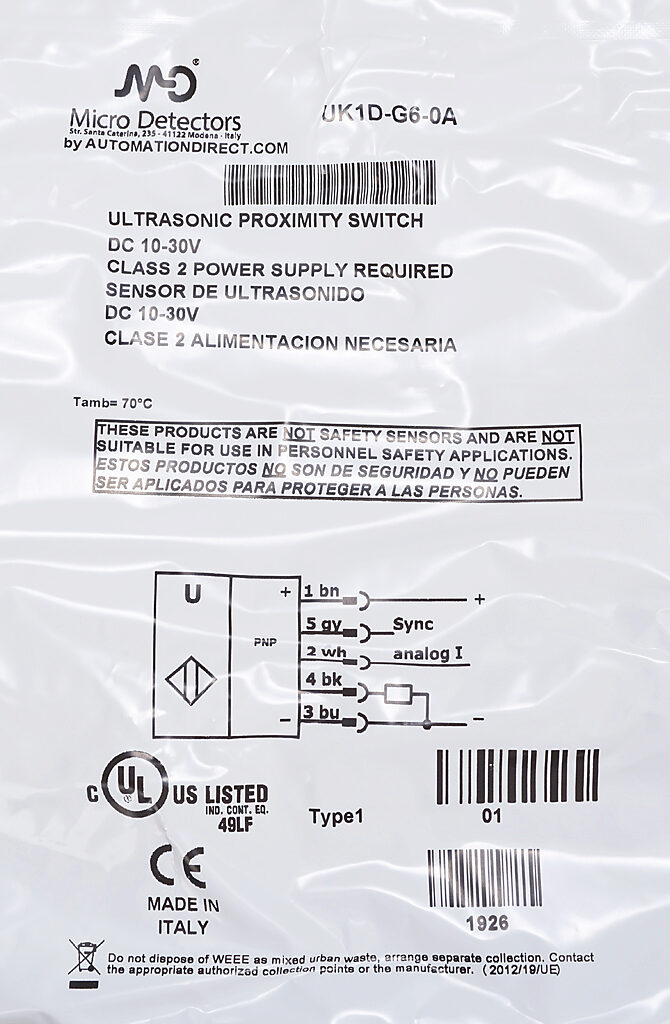 MD®
Micro Detectors
Str. Santa Caterina, 235 - 41122 Modena - Italy
by AUTOMATIONDIRECT.COM
UK1D-G6-0A
ULTRASONIC PROXIMITY SWITCH
DC 10-30V
CLASS 2 POWER SUPPLY REQUIRED
SENSOR DE ULTRASONIDO
DC 10-30V
CLASE 2 ALIMENTACION NECESARIA
Tamb= 70°C
THESE PRODUCTS ARE NOT SAFETY SENSORS AND ARE NOT
SUITABLE FOR USE IN PERSONNEL SAFETY APPLICATIONS.
ESTOS PRODUCTOS NO SON DE SEGURIDAD Y NO PUEDEN
SER APLICADOS PARA PROTEGER A LAS PERSONAS.
U
PNP
+ 1 bn +
5 gy Sync
2 wh analog I
4 bk
- 3 bu -
C UL ® US LISTED
IND. CONT. EQ.
49LF
Type1
01
CE
MADE IN
ITALY
1926
Do not dispose of WEEE as mixed urban waste, arrange separate collection. Contact
the appropriate authorized collection points or the manufacturer. (2012/19/UE)